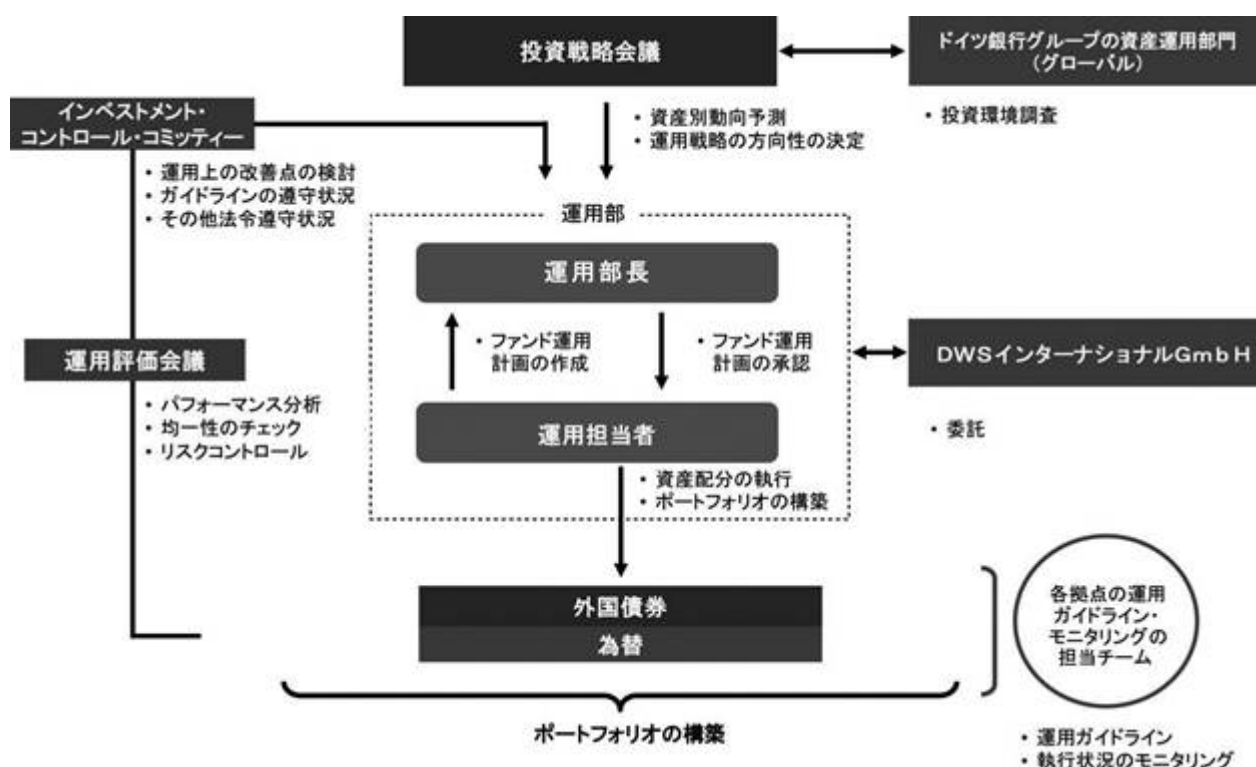 投資戦略会議
ドイツ銀行グループの資産運用部門
(グローバル)
・投資環境調査
・資産別動向予測
・運用戦略の方向性の決定
インベストメント・
コントロール・コミッティー
・運用上の改善点の検討
・ガイドラインの遵守状況
・その他法令遵守状況
運用部
運用部長
・ファンド運用
計画の作成
・ファンド運用
計画の承認
運用評価会議
・パフォーマンス分析
・均一性のチェック
・リスクコントロール
DWSインターナショナルGmbH
・委託
運用担当者
・資産配分の執行
・ポートフォリオの構築
外国債券
為替
各拠点の運用
ガイドライン・
モニタリングの
担当チーム
ポートフォリオの構築
・運用ガイドライン
・執行状況のモニタリング